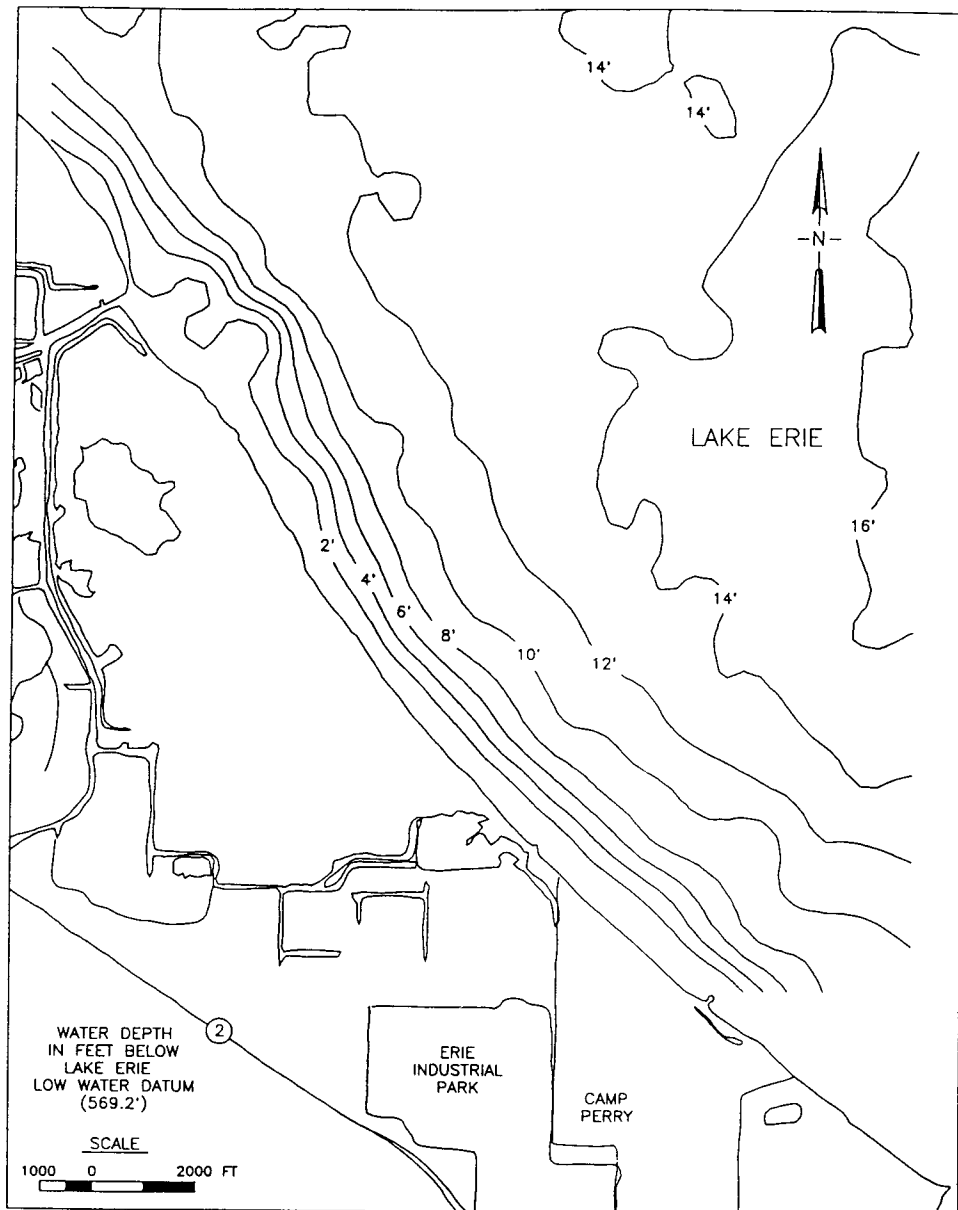 14'
14'
-N-
LAKE ERIE
16'
2'
4'
14'
6'
8'
10'
12'
2
WATER DEPTH
IN FEET BELOW
LAKE ERIE
LOW WATER DATUM
(569.2')
ERIE
INDUSTRIAL
PARK
CAMP
PERRY
SCALE
1000 0 2000 FT